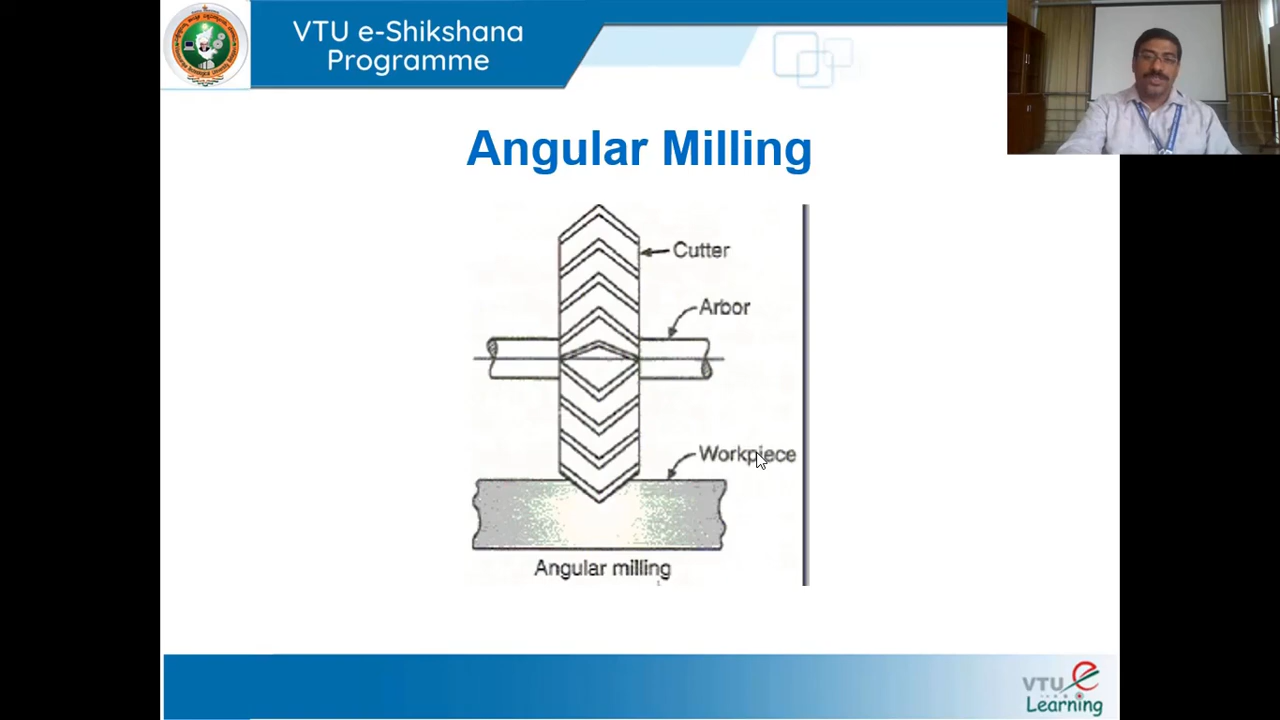 VTU e-Shikshana
Programme
Angular Milling
Cutter
Arbor
Workpiece
Angular milling
VTU e
Learning